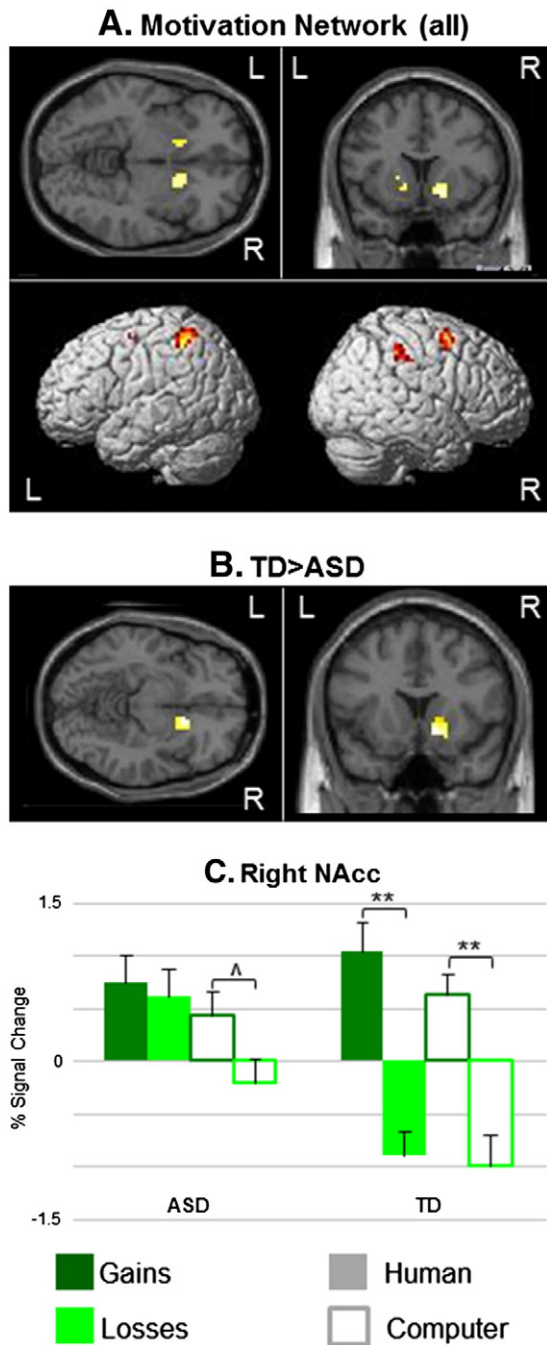 A. Motivation Network (all)
L
L
R
R
L
R
B. TD>ASD
L
L
R
R
C. Right NAcc
1.5
**
**
^
0
% Signal Change
ASD
TD
-1.5
Gains
Human
Losses
Computer